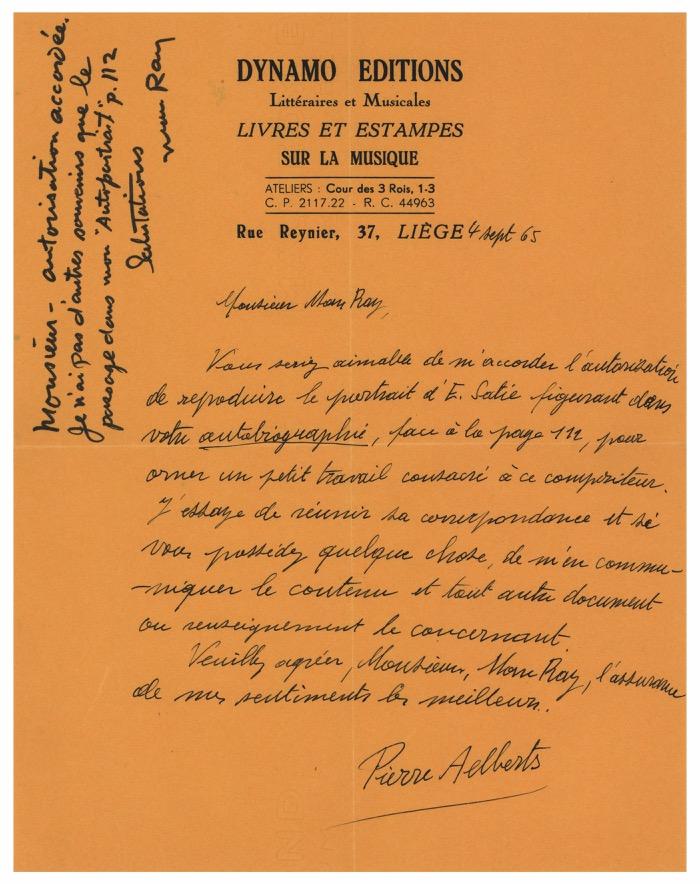 DYNAMO EDITIONS
Littéraires et Musicales
LIVRES ET ESTAMPES
SUR LA MUSIQUE
ATELIERS : Cour des 3 Rois, 1-3
C. P. 2117.22 - R. C. 44963
Rue Reynier, 37, LIÈGE 4 sept 65
Monsieur Man Ray,
Vous seriez aimable de m'accorder l'autorisation
de reproduire le portrait d'E. Satie figurant dans
votre autobiographie, face à la page 112, pour
orner un petit travail consacré à ce compositeur.
J'essaye de réunir sa correspondance et si
vous possédez quelque chose, de m'en commu-
-niquer le contenu et tout autre document
ou renseignement le concernant.
Veuillez agréer, Monsieur, Man Ray, l'assurance
de mes sentiments les meilleurs.
Pierre Aelberts
Monsieur - autorisation accordée.
Je n'ai pas d'autres souvenirs que le
passage dans mon "Autoportrait" p. 112
Salutations
Man Ray